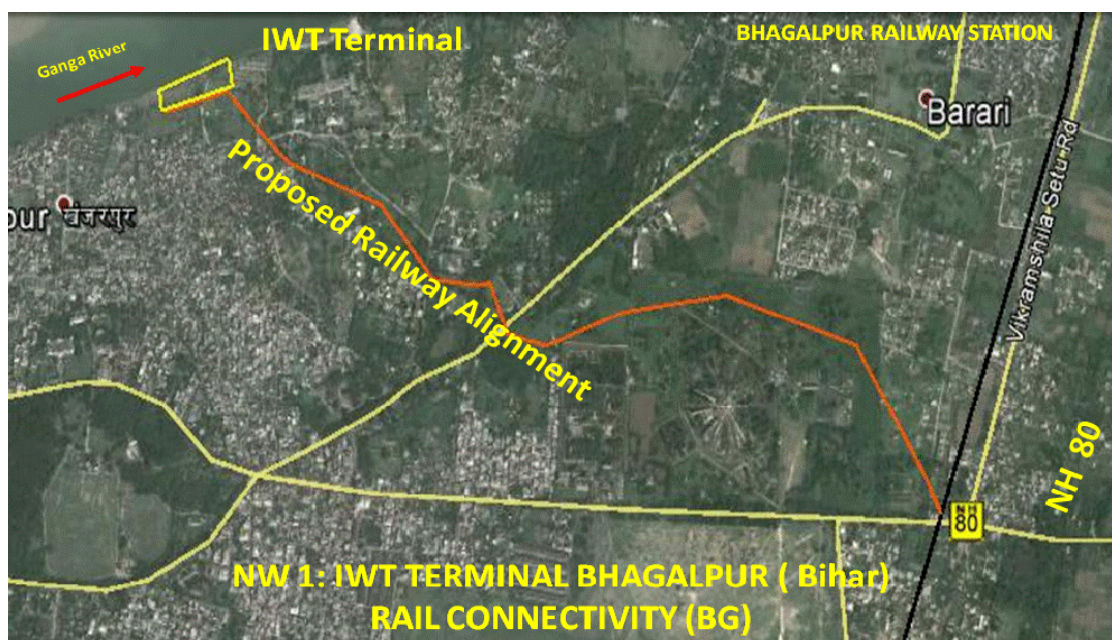 IWT Terminal
BHAGALPUR RAILWAY STATION
Ganga River
Barari
Proposed Railway Alignment
pur बंजरपुर
Vikramshila Setu Rd
NH 80
80
NW 1: IWT TERMINAL BHAGALPUR ( Bihar)
RAIL CONNECTIVITY (BG)